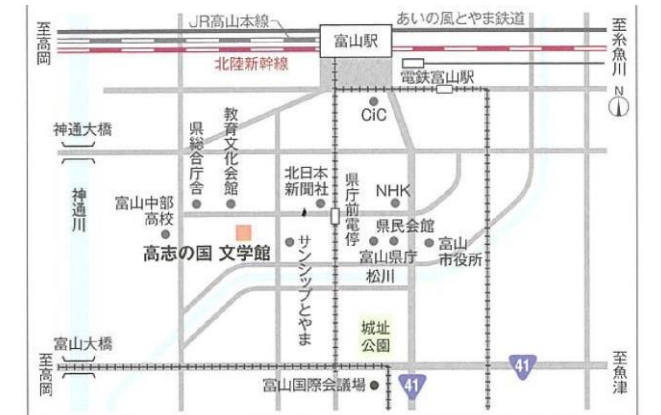 JR高山本線
あいの風とやま鉄道
至高岡
富山駅
至糸魚川
北陸新幹線
電鉄富山駅
N
CiC
神通大橋
県総合庁舎
教育文化会館
神通川
富山中部
高校
北日本
新聞社
県庁前電停
NHK
県民会館
高志の国 文学館
サンシップとやま
富山県庁
富山
市役所
松川
城址
公園
富山大橋
至高岡
41
至魚津
富山国際会議場
41